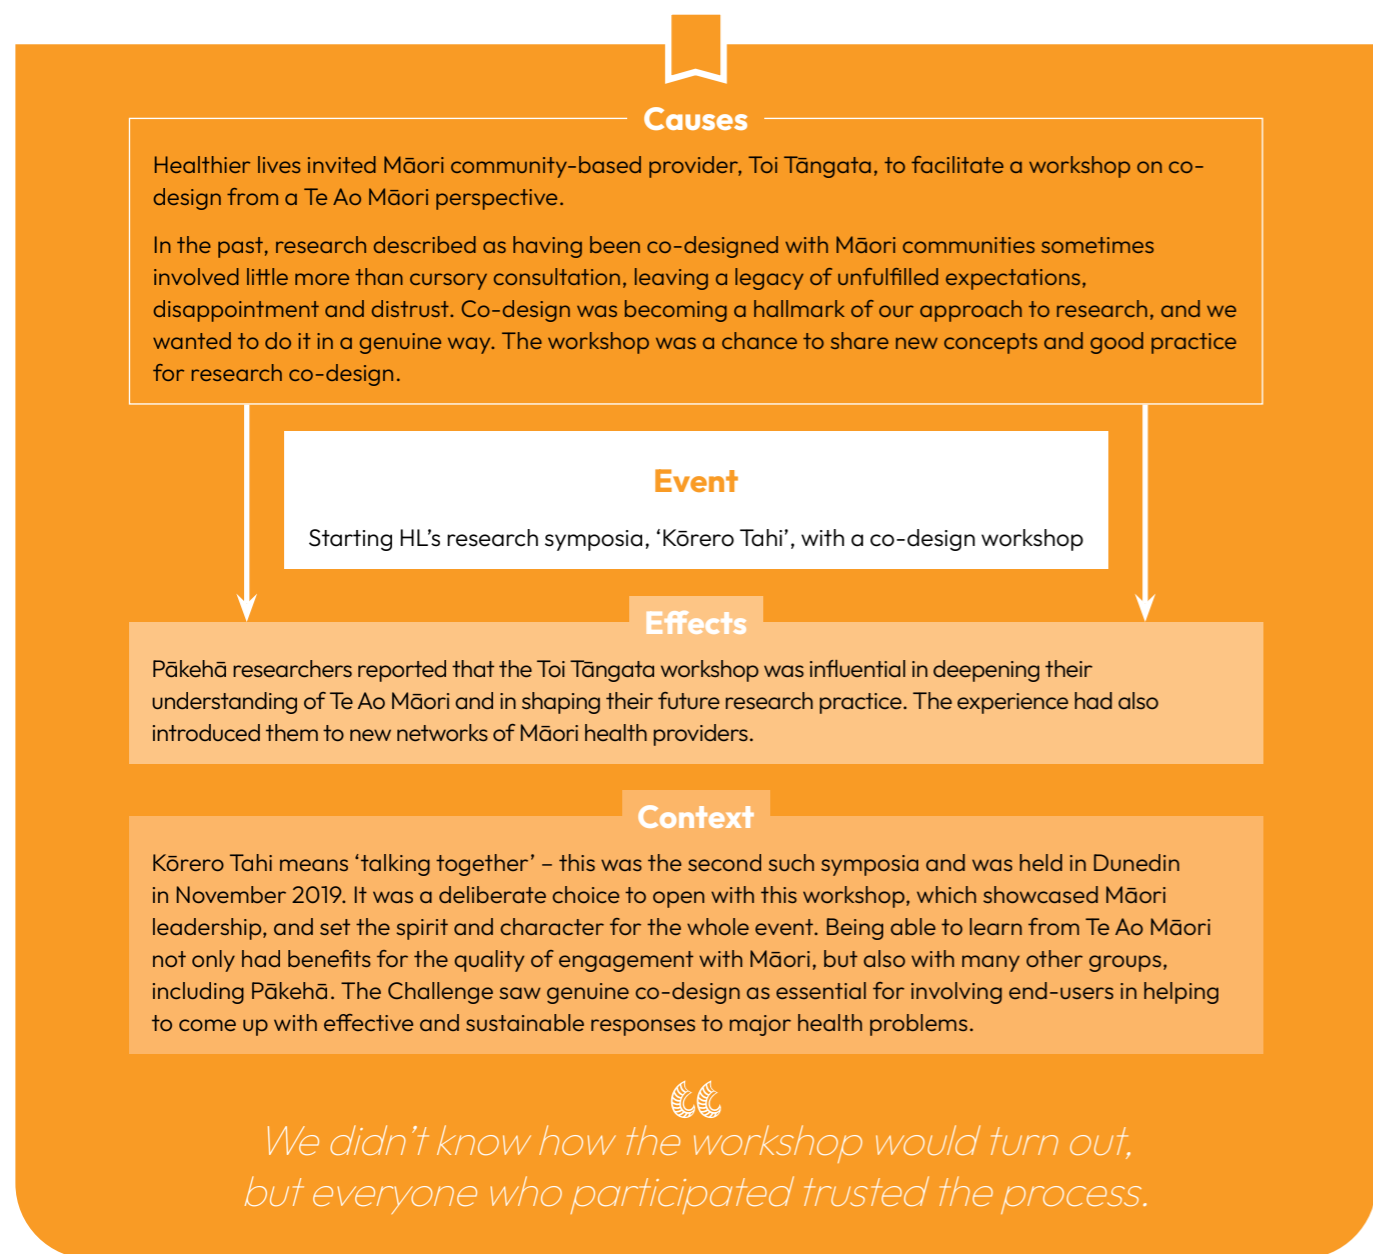 Causes
Healthier lives invited Māori community-based provider, Toi Tāngata, to facilitate a workshop on co-
design from a Te Ao Māori perspective.
In the past, research described as having been co-designed with Māori communities sometimes
involved little more than cursory consultation, leaving a legacy of unfulfilled expectations,
disappointment and distrust. Co-design was becoming a hallmark of our approach to research, and we
wanted to do it in a genuine way. The workshop was a chance to share new concepts and good practice
for research co-design.
Event
Starting HL’s research symposia, ‘Kōrero Tahi’, with a co-design workshop
Effects
Pākehā researchers reported that the Toi Tāngata workshop was influential in deepening their
understanding of Te Ao Māori and in shaping their future research practice. The experience had also
introduced them to new networks of Māori health providers.
Context
Kōrero Tahi means ‘talking together’ – this was the second such symposia and was held in Dunedin
in November 2019. It was a deliberate choice to open with this workshop, which showcased Māori
leadership, and set the spirit and character for the whole event. Being able to learn from Te Ao Māori
not only had benefits for the quality of engagement with Māori, but also with many other groups,
including Pākehā. The Challenge saw genuine co-design as essential for involving end-users in helping
to come up with effective and sustainable responses to major health problems.
“
We didn’t know how the workshop would turn out,
but everyone who participated trusted the process.